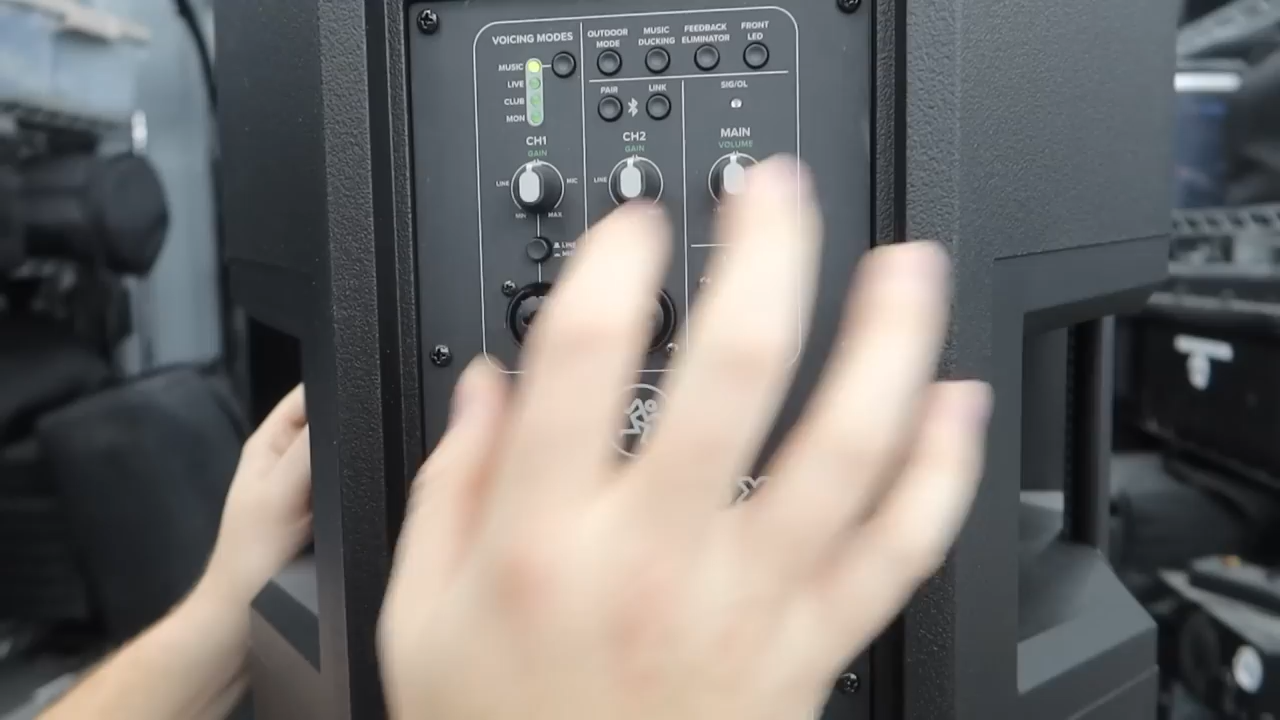 VOICING MODES
MUSIC
LIVE
CLUB
MON
OUTDOOR
MODE
MUSIC
DUCKING
FEEDBACK
ELIMINATOR
FRONT
LED
PAIR
LINK
SIG/OL
CH1
GAIN
LINE
MIC
MIN
MAX
CH2
GAIN
LINE
MAIN
VOLUME
LINE